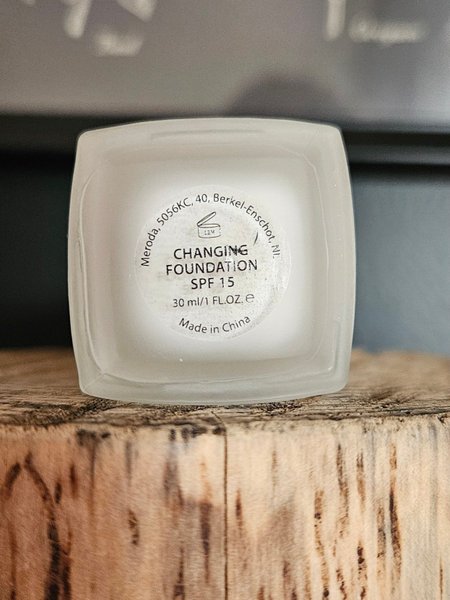 Meroda, 5056KC, 40, Berkel-Enschot, NL
12M
CHANGING
FOUNDATION
SPF 15
30 ml/1 FL.OZ. ℮
Made in China